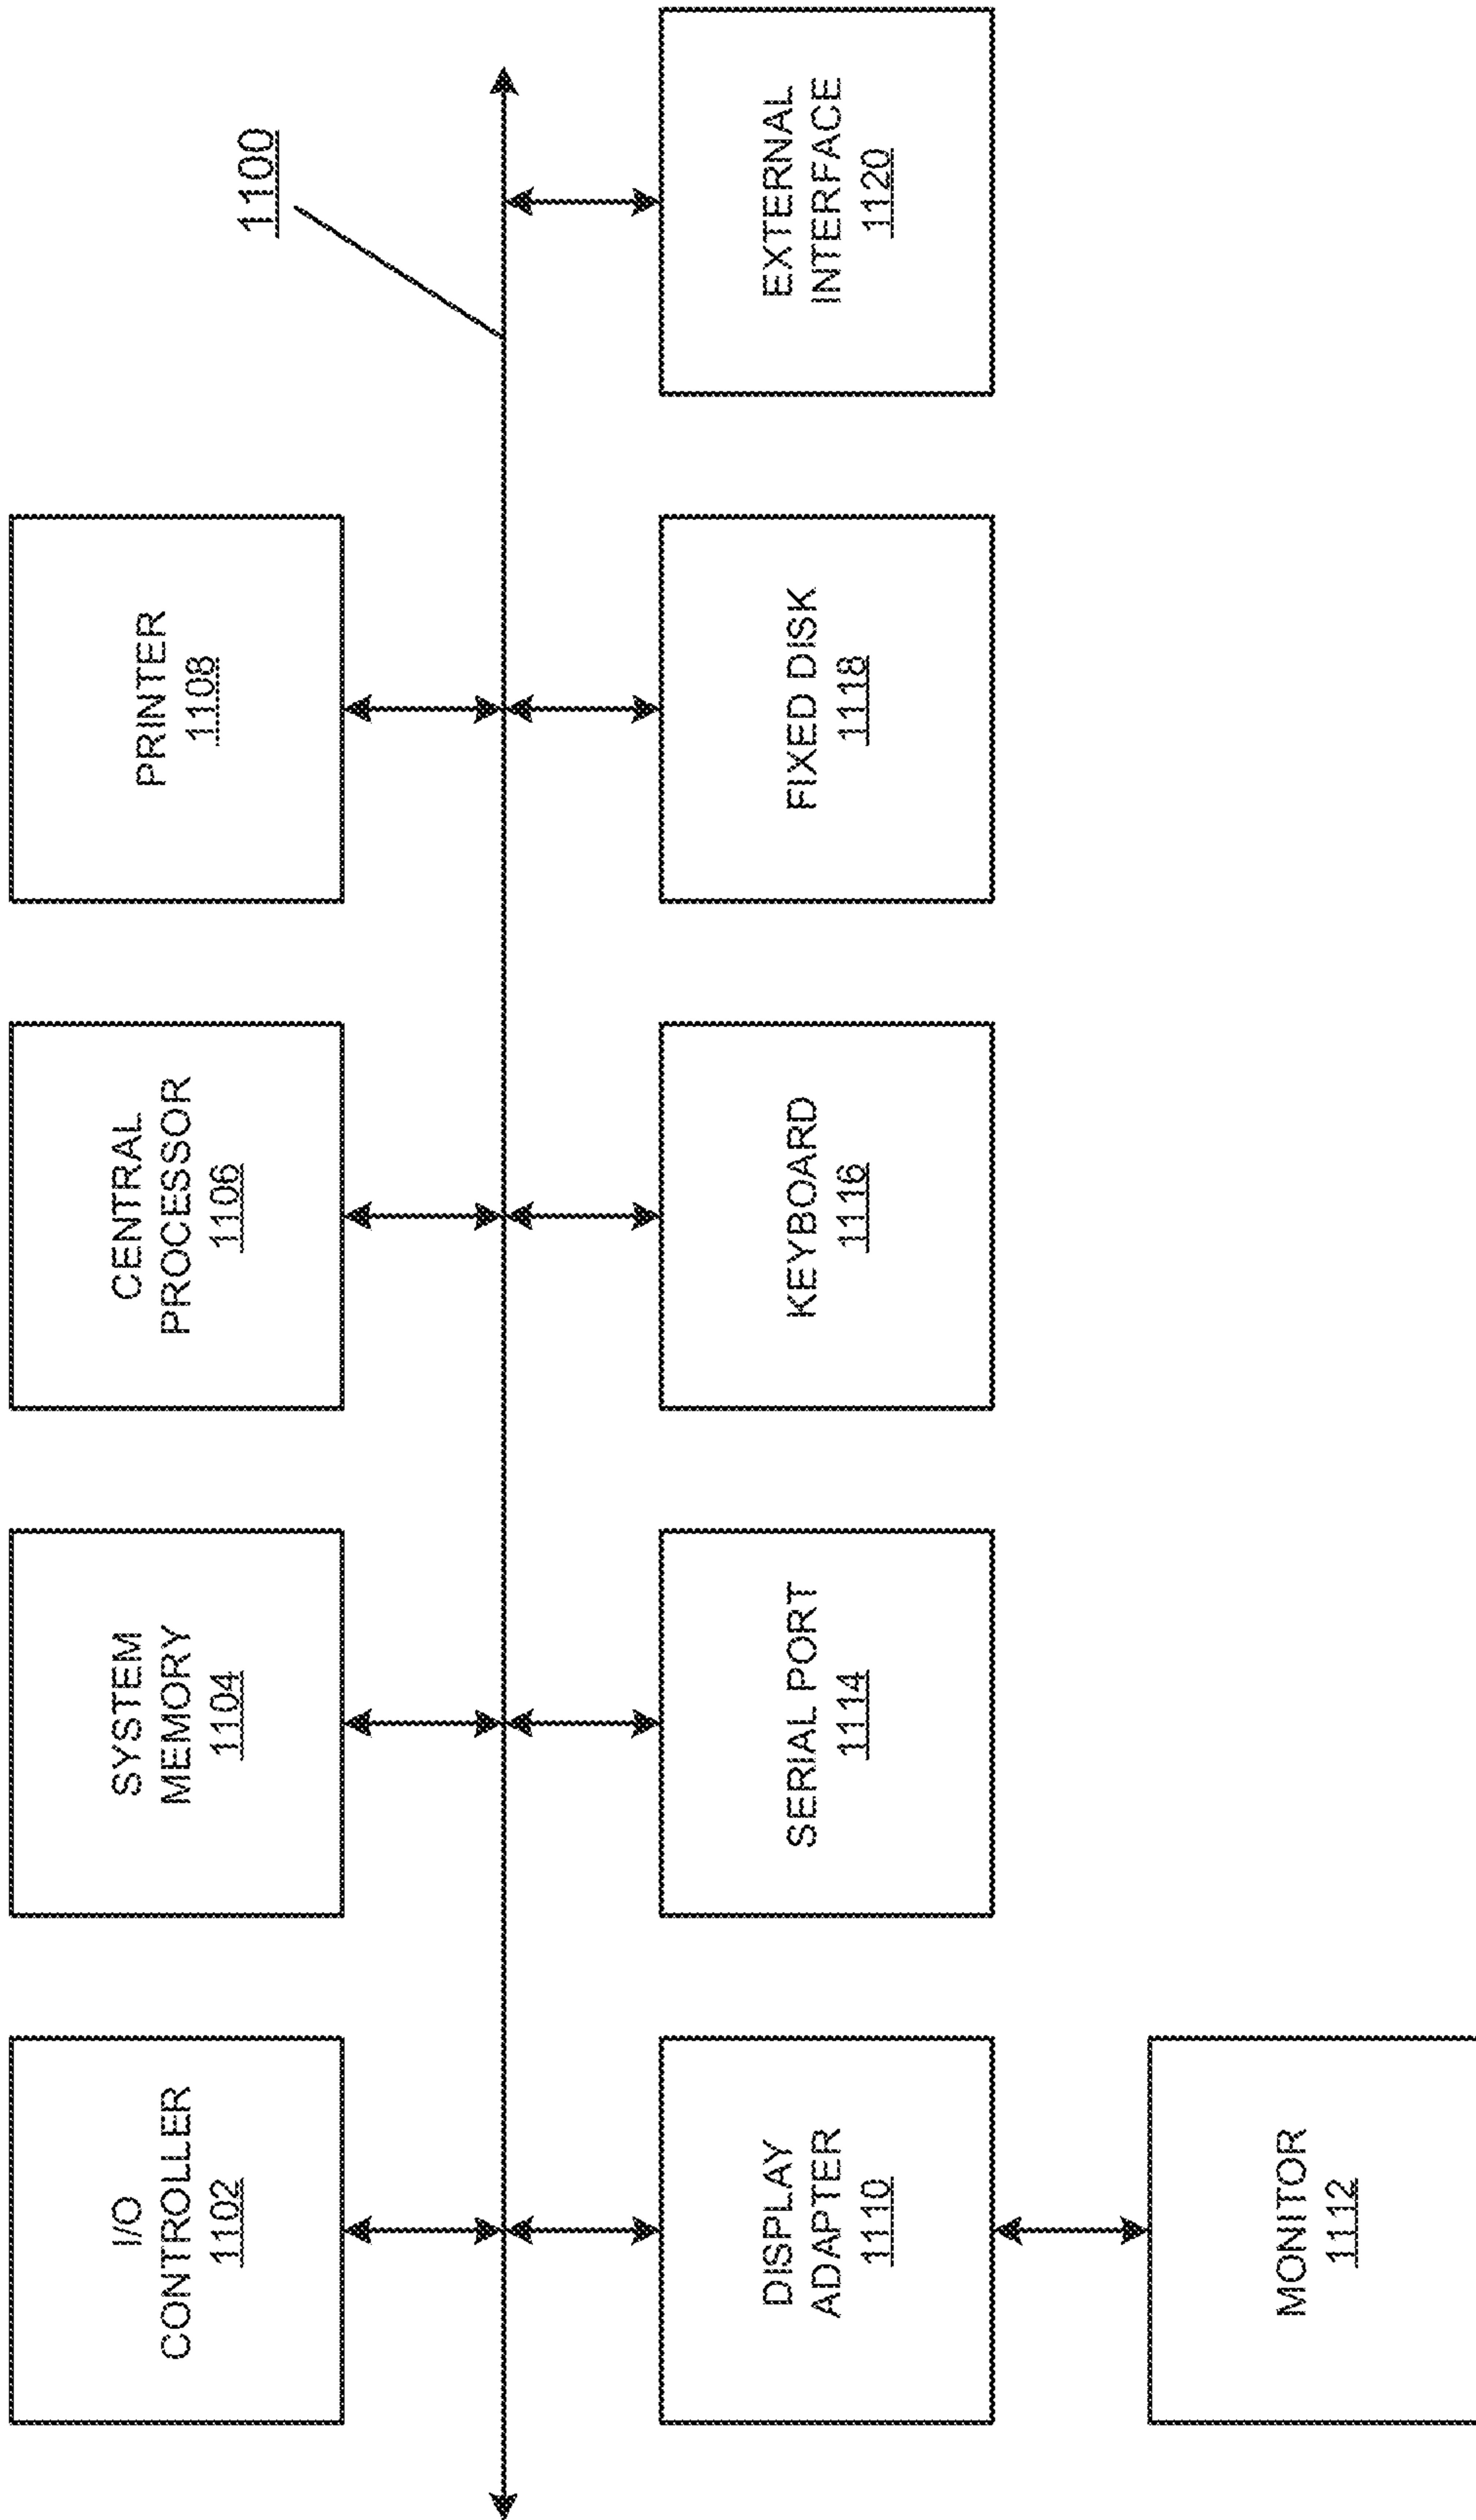 I/O
CONTROLLER
1102
SYSTEM
MEMORY
1104
CENTRAL
PROCESSOR
1106
PRINTER
1108
1100
DISPLAY
ADAPTER
1110
SERIAL PORT
1114
KEYBOARD
1116
FIXED DISK
1118
EXTERNAL
INTERFACE
1120
MONITOR
1112